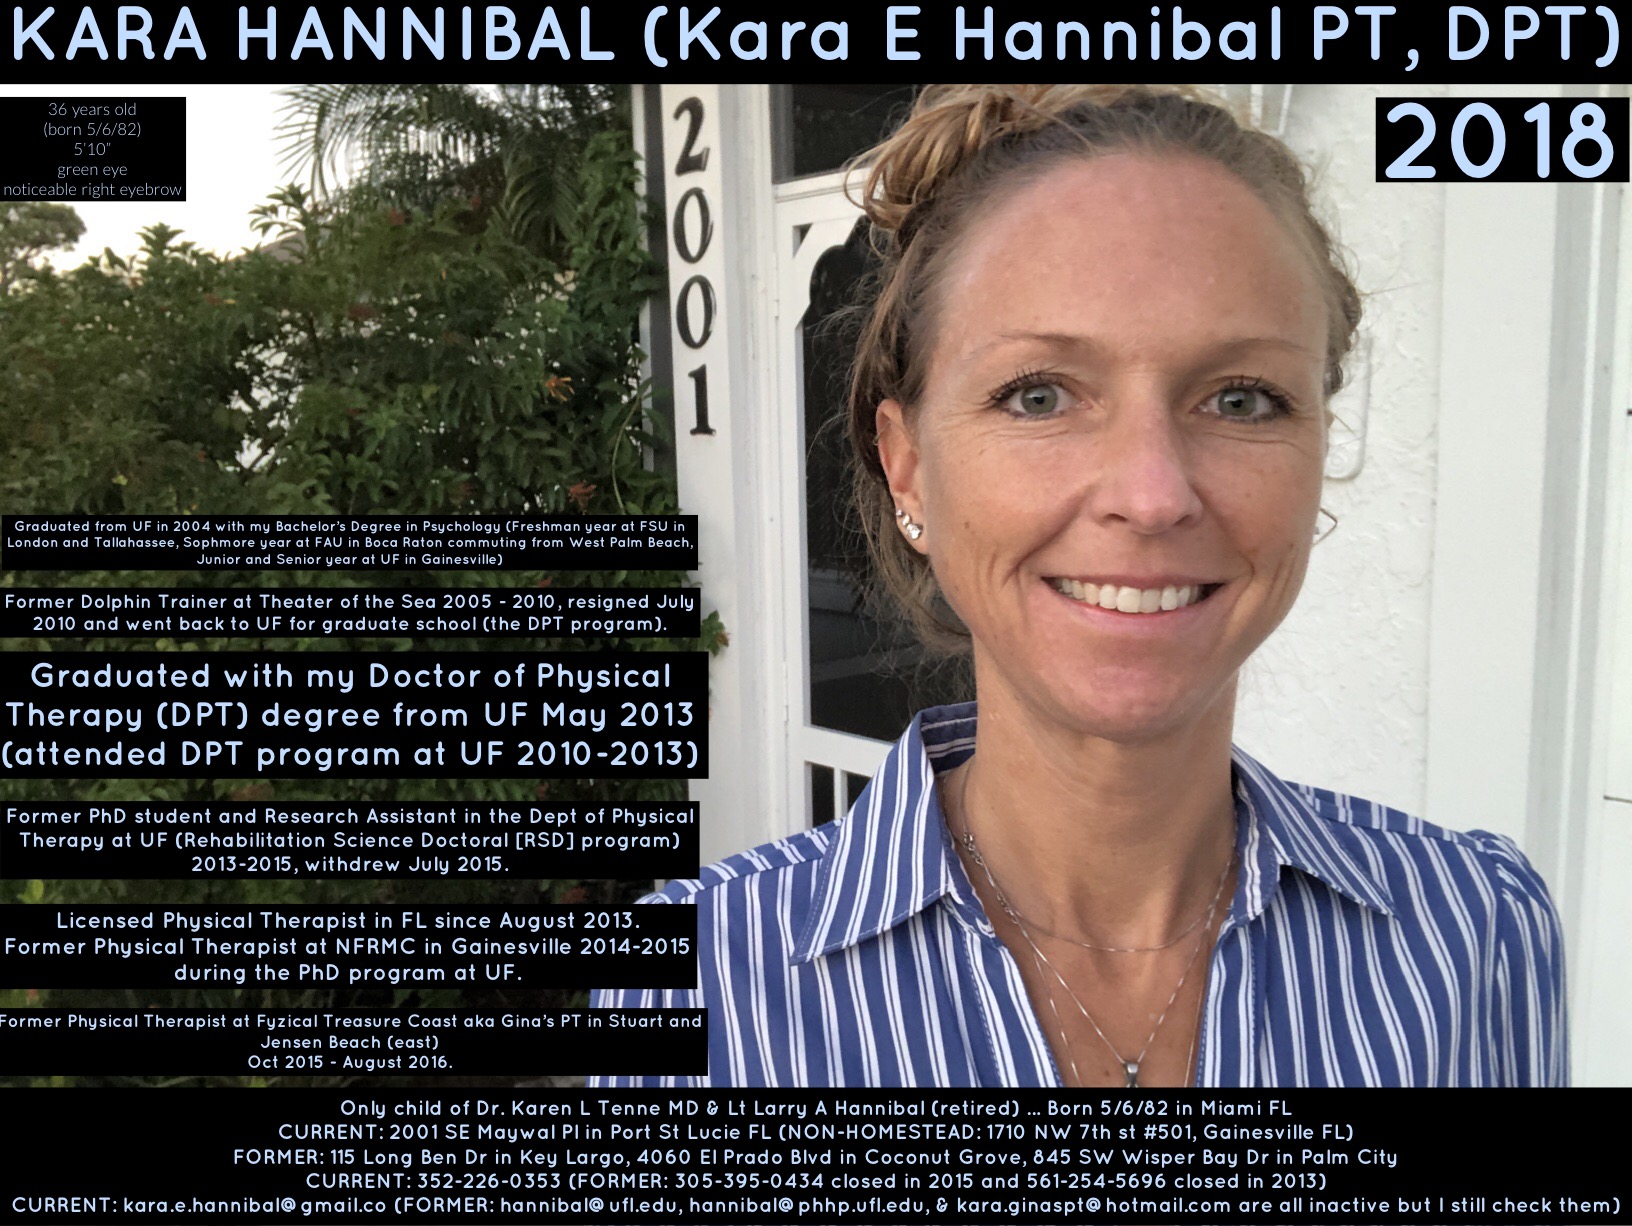 KARA HANNIBAL (Kara E Hannibal PT, DPT)
36 years old
(born 5/6/82)
5'10"
green eye
noticeable right eyebrow
2018
2001
Graduated from UF in 2004 with my Bachelor's Degree in Psychology (Freshman year at FSU in
London and Tallahassee, Sophmore year at FAU in Boca Raton commuting from West Palm Beach,
Junior and Senior year at UF in Gainesville)
Former Dolphin Trainer at Theater of the Sea 2005 - 2010, resigned July
2010 and went back to UF for graduate school (the DPT program).
Graduated with my Doctor of Physical
Therapy (DPT) degree from UF May 2013
(attended DPT program at UF 2010-2013)
Former PhD student and Research Assistant in the Dept of Physical
Therapy at UF (Rehabilitation Science Doctoral [RSD] program)
2013-2015, withdrew July 2015.
Licensed Physical Therapist in FL since August 2013.
Former Physical Therapist at NFRMC in Gainesville 2014-2015
during the PhD program at UF.
Former Physical Therapist at Fyzical Treasure Coast aka Gina's PT in Stuart and
Jensen Beach (east)
Oct 2015 - August 2016.
Only child of Dr. Karen L Tenne MD & Lt Larry A Hannibal (retired) ... Born 5/6/82 in Miami FL
CURRENT: 2001 SE Maywal Pl in Port St Lucie FL (NON-HOMESTEAD: 1710 NW 7th st #501, Gainesville FL)
FORMER: 115 Long Ben Dr in Key Largo, 4060 El Prado Blvd in Coconut Grove, 845 SW Wisper Bay Dr in Palm City
CURRENT: 352-226-0353 (FORMER: 305-395-0434 closed in 2015 and 561-254-5696 closed in 2013)
CURRENT: kara.e.hannibal@gmail.co (FORMER: hannibal@ufl.edu, hannibal@phhp.ufl.edu, & kara.ginaspt@hotmail.com are all inactive but I still check them)